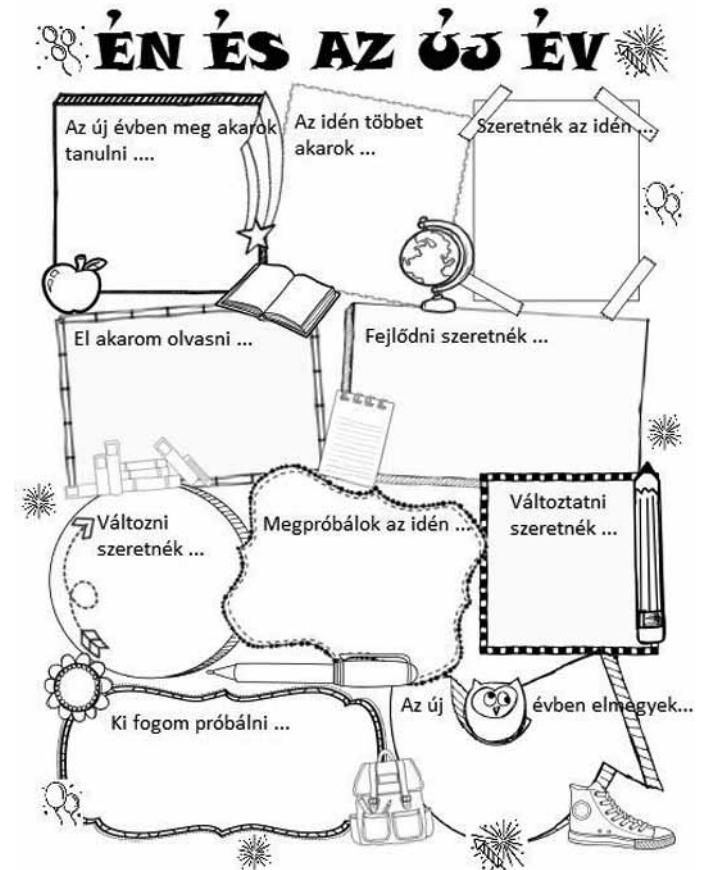 ÉN ÉS AZ ÚJ ÉV
Az új évben meg akarok
tanulni ....
Az idén többet
akarok ...
Szeretnék az idén ...
El akarom olvasni ...
Fejlődni szeretnék ...
Változni
szeretnék ...
Megpróbálok az idén ...
Változtatni
szeretnék ...
Ki fogom próbálni ...
Az új évben elmegyek...